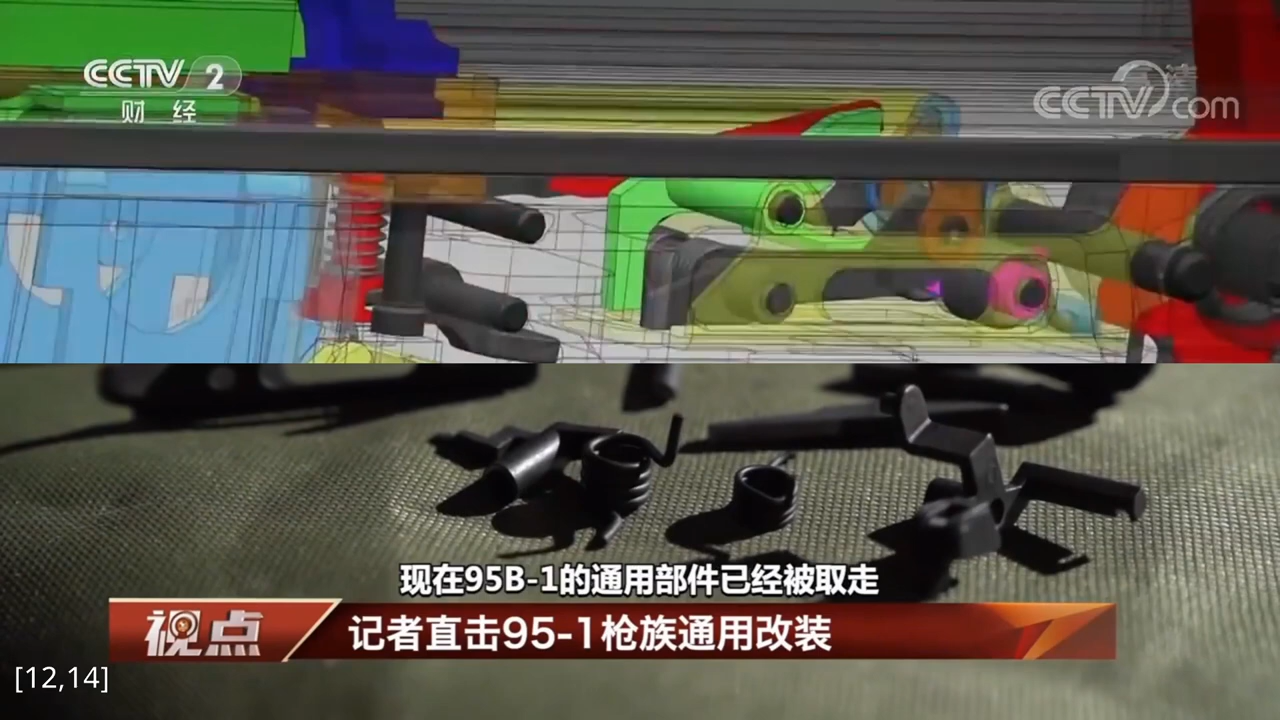 CCTV 2
财 经
高清
CCTV.com
现在95B-1的通用部件已经被取走
视点
记者直击95-1枪族通用改装
[12,14]